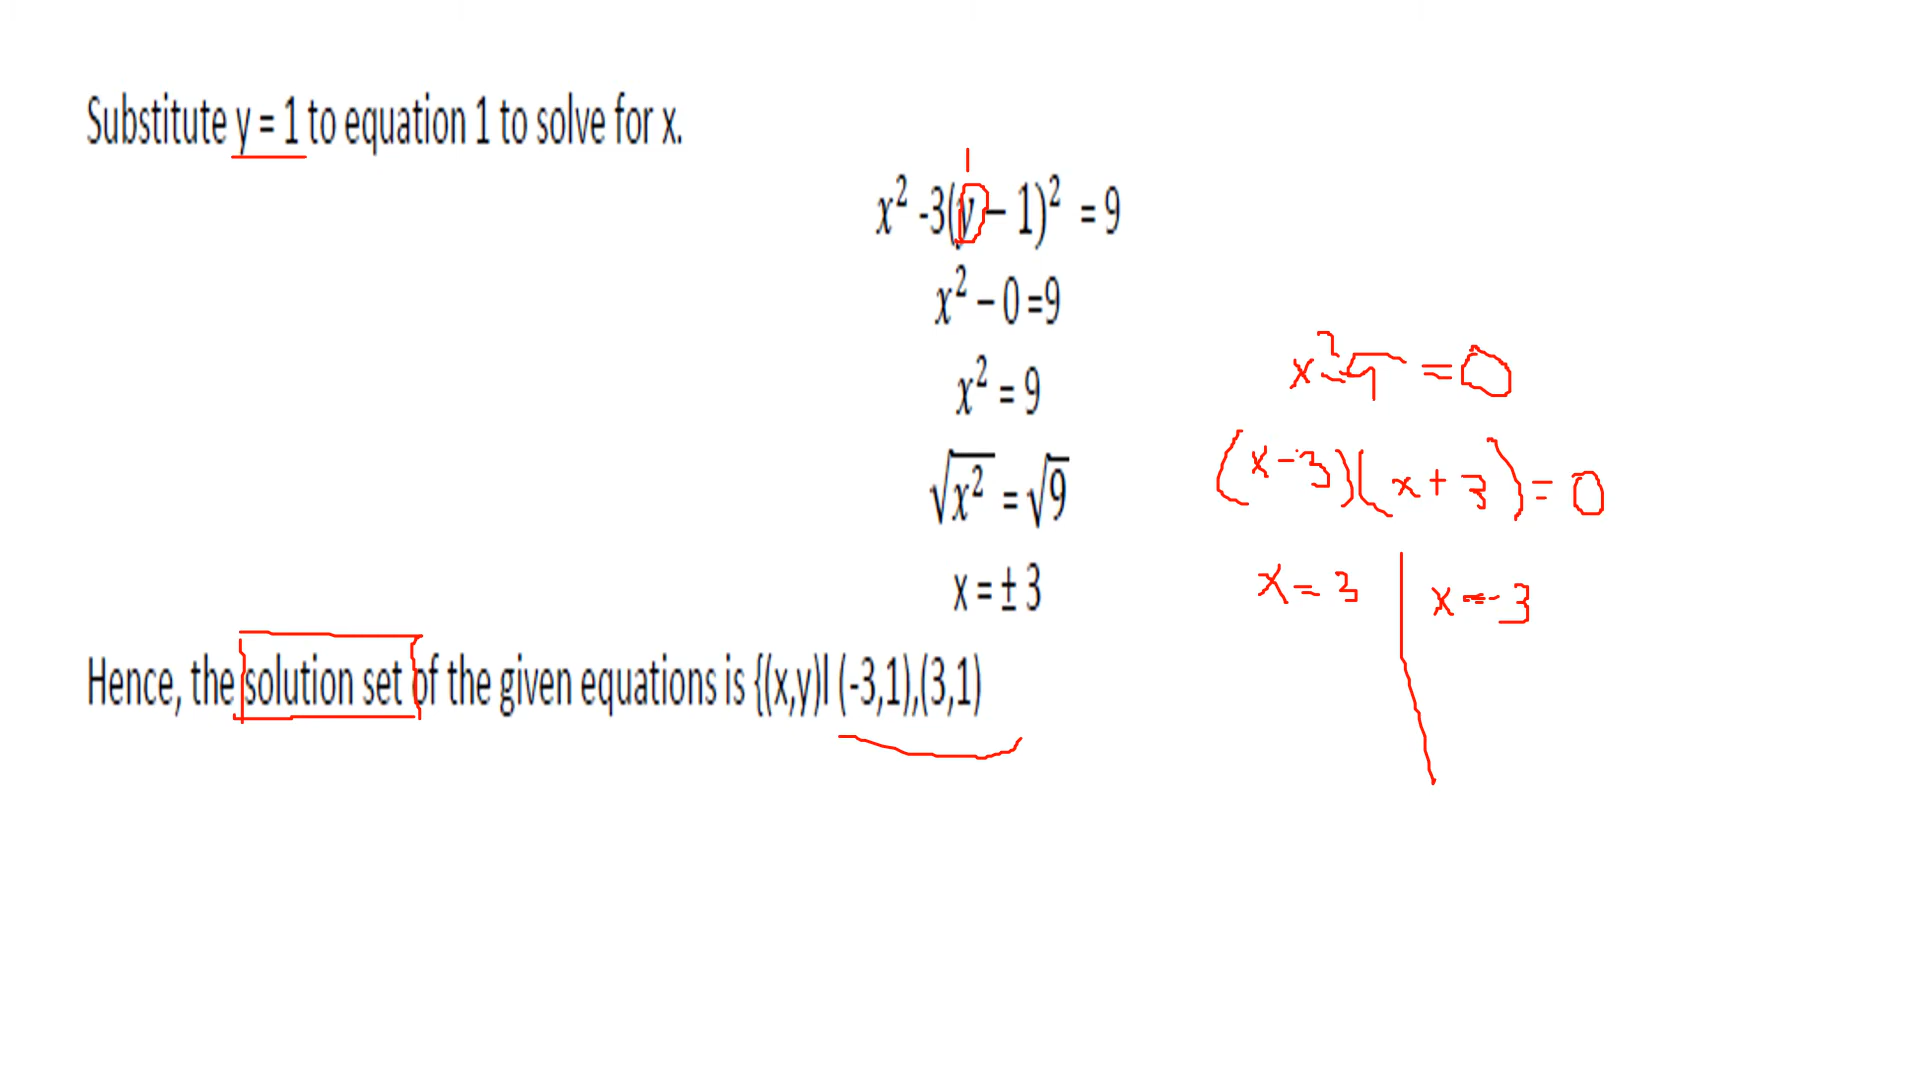 Substitute y = 1 to equation 1 to solve for x.
1
x² -3(y – 1)² = 9
x² – 0 =9
x² = 9
√x² = √9
x = ± 3
x² - 9 = 0
(x - 3)(x + 3) = 0
x = 3 | x = -3
Hence, the solution set of the given equations is {(x,y)l (-3,1),(3,1)